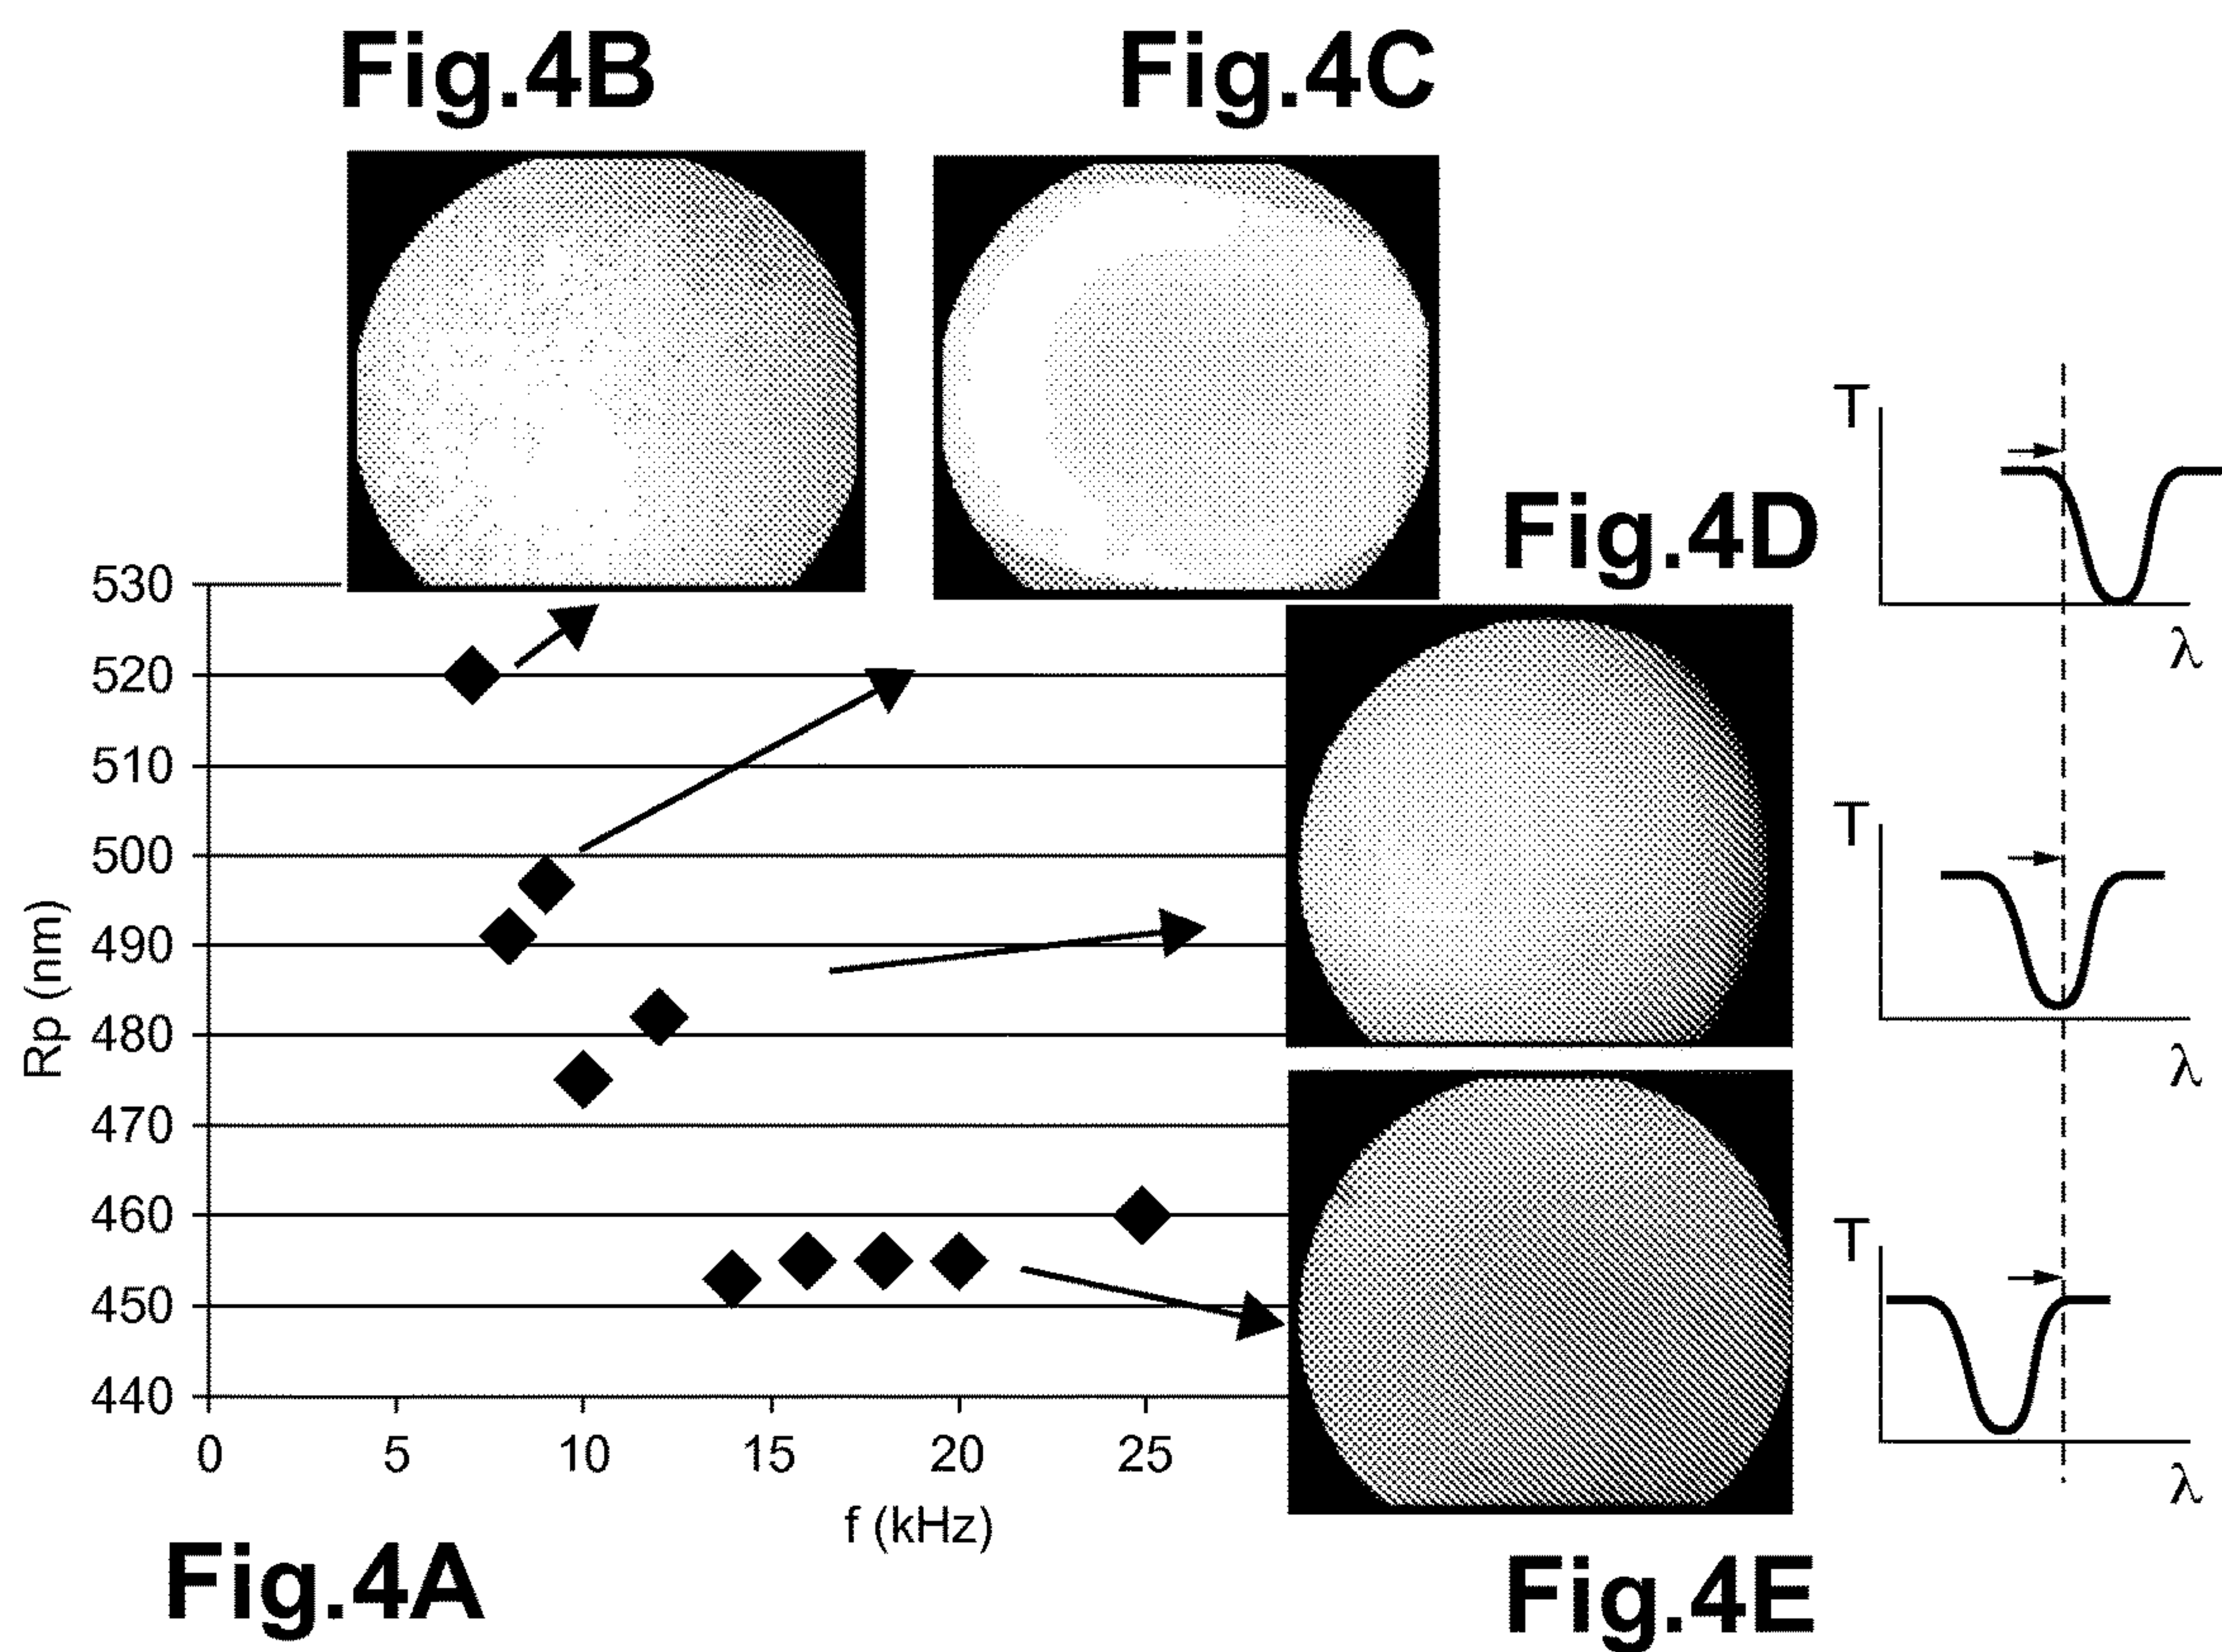 Fig.4B
Fig.4C
Fig.4D
T
λ
T
λ
T
λ
530
520
510
500
490
480
470
460
450
440
Rp (nm)
0 5 10 15 20 25
f (kHz)
Fig.4A
Fig.4E